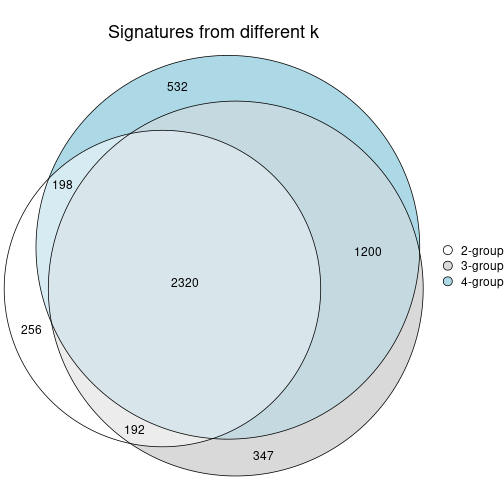 Signatures from different k
532
198
1200
2320
256
192
347
2-group
3-group
4-group